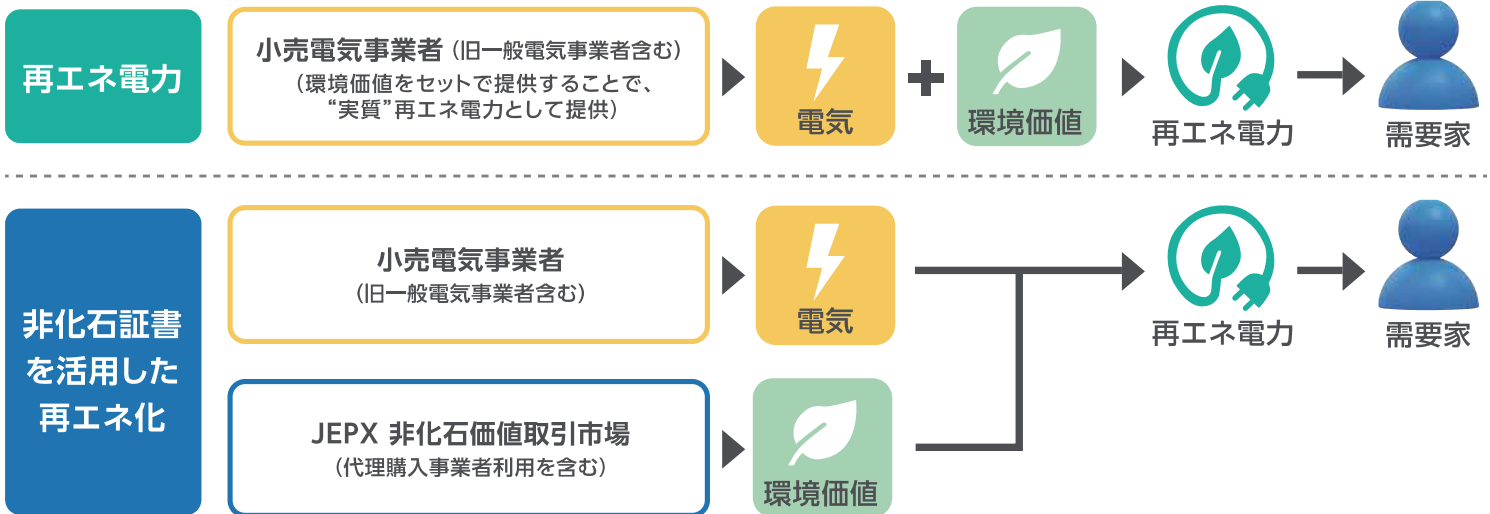 再エネ電力
小売電気事業者（旧一般電気事業者含む）
（環境価値をセットで提供することで、
“実質”再エネ電力として提供）
電気
環境価値
再エネ電力
需要家
非化石証書
を活用した
再エネ化
小売電気事業者
（旧一般電気事業者含む）
電気
再エネ電力
需要家
JEPX 非化石価値取引市場
（代理購入事業者利用を含む）
環境価値